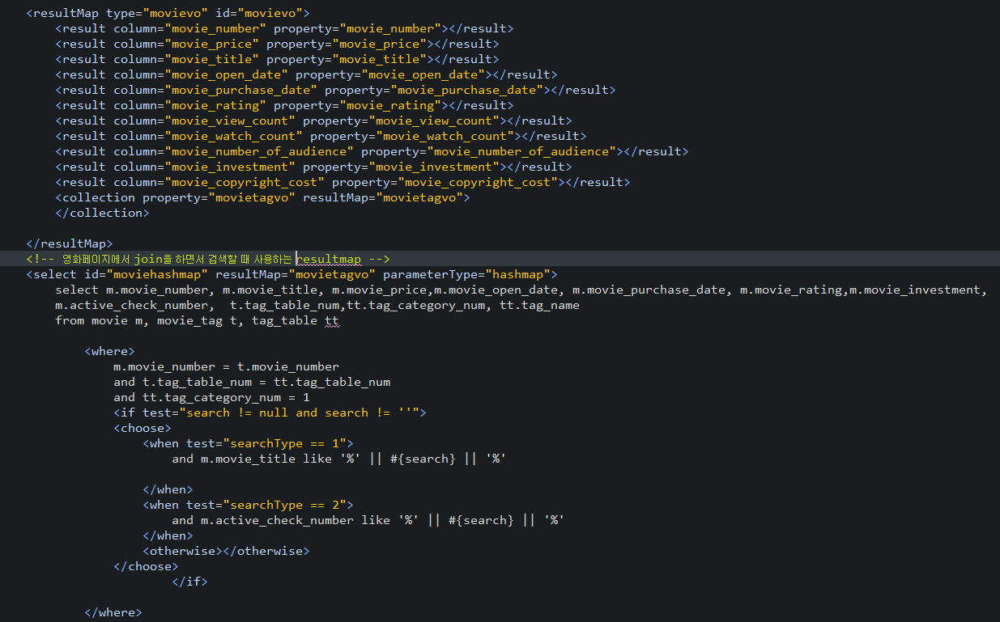 <resultMap type="movievo" id="movievo">
<result column="movie_number" property="movie_number"></result>
<result column="movie_price" property="movie_price"></result>
<result column="movie_title" property="movie_title"></result>
<result column="movie_open_date" property="movie_open_date"></result>
<result column="movie_purchase_date" property="movie_purchase_date"></result>
<result column="movie_rating" property="movie_rating"></result>
<result column="movie_view_count" property="movie_view_count"></result>
<result column="movie_watch_count" property="movie_watch_count"></result>
<result column="movie_number_of_audience" property="movie_number_of_audience"></result>
<result column="movie_investment" property="movie_investment"></result>
<result column="movie_copyright_cost" property="movie_copyright_cost"></result>
<collection property="movietagvo" resultMap="movietagvo">
</collection>
</resultMap>
<!-- 영화페이지에서 join을 하면서 검색할 때 사용하는 resultmap -->
<select id="moviehashmap" resultMap="movietagvo" parameterType="hashmap">
select m.movie_number, m.movie_title, m.movie_price,m.movie_open_date, m.movie_purchase_date, m.movie_rating,m.movie_investment,
m.active_check_number,  t.tag_table_num,tt.tag_category_num, tt.tag_name
from movie m, movie_tag t, tag_table tt
<where>
m.movie_number = t.movie_number
and t.tag_table_num = tt.tag_table_num
and tt.tag_category_num = 1
<if test="search != null and search != ''">
<choose>
<when test="searchType == 1">
and m.movie_title like '%' || #{search} || '%'
</when>
<when test="searchType == 2">
and m.active_check_number like '%' || #{search} || '%'
</when>
<otherwise></otherwise>
</choose>
</if>
</where>